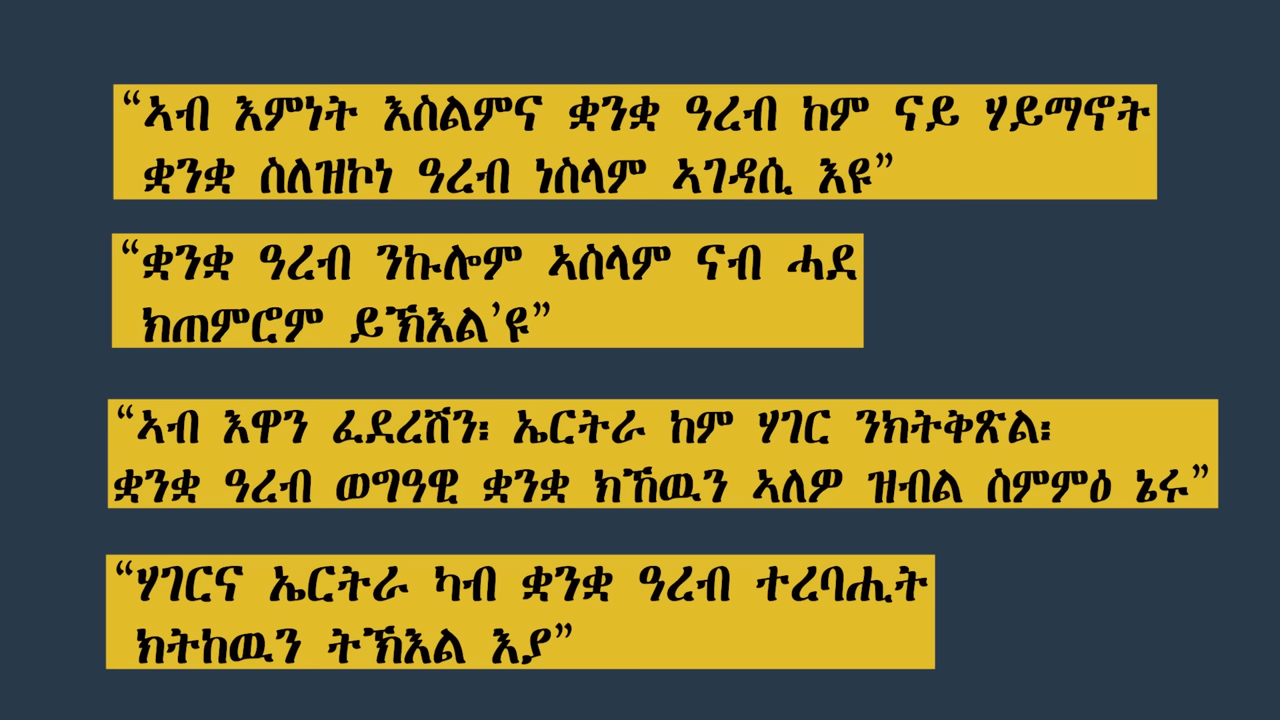 “ኣብ እምነት እስልምና ቋንቋ ዓረብ ከም ናይ ሃይማኖት
ቋንቋ ስለዝኮነ ዓረብ ነስላም ኣገዳሲ እዩ”
“ቋንቋ ዓረብ ንኩሎም ኣስላም ናብ ሓደ
ክጠምሮም ይኽእል’ዩ”
“ኣብ እዋን ፈደረሽን፥ ኤርትራ ከም ሃገር ንክትቅጽል፥
ቋንቋ ዓረብ ወግዓዊ ቋንቋ ክኸውን ኣለዎ ዝብል ስምምዕ ኔሩ”
“ሃገርና ኤርትራ ካብ ቋንቋ ዓረብ ተረባሒት
ክትከውን ትኽእል እያ”